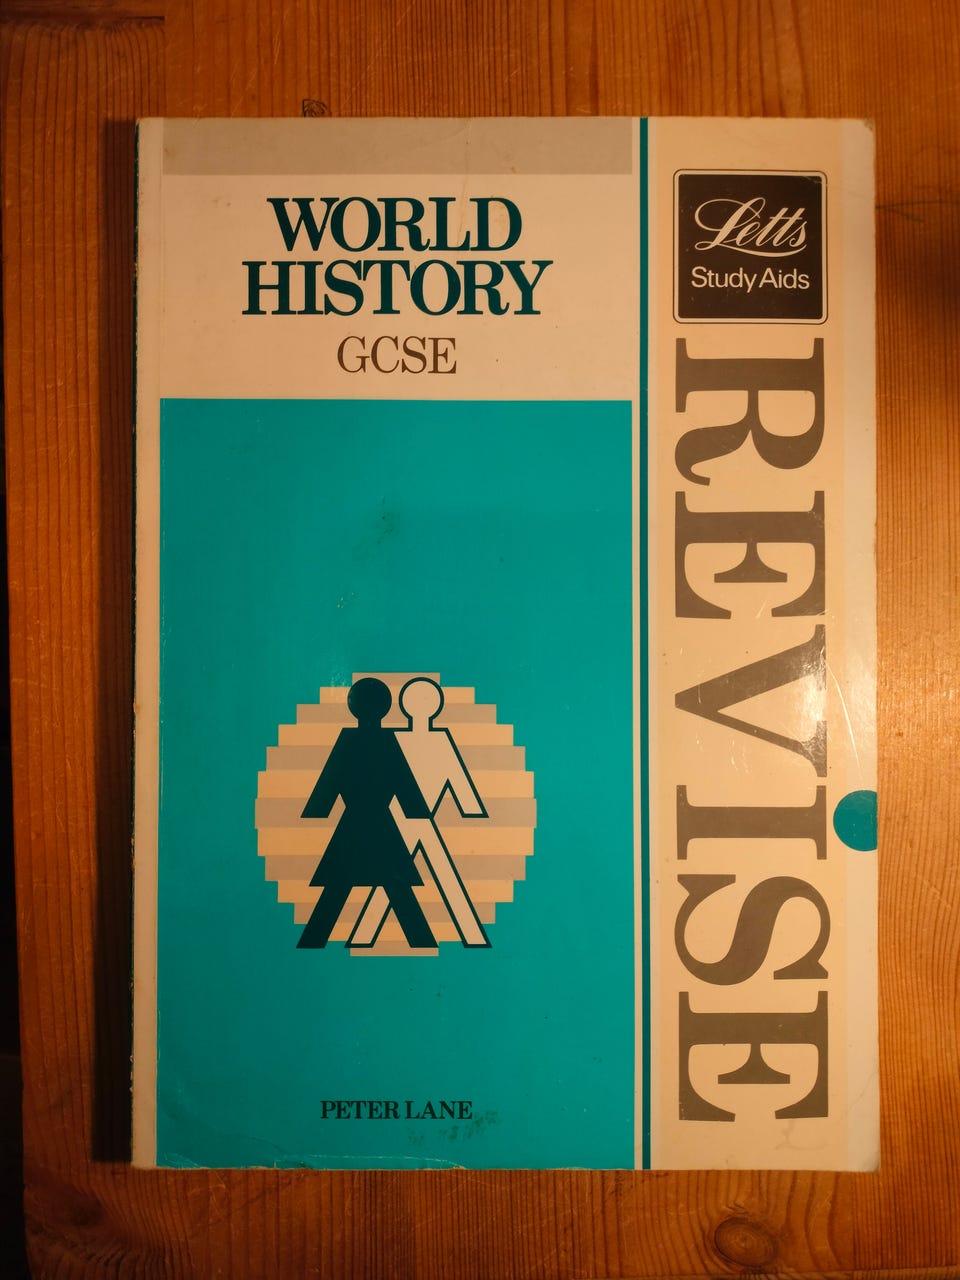 WORLD
HISTORY
GCSE
PETER LANE
Letts
Study Aids
REVISE